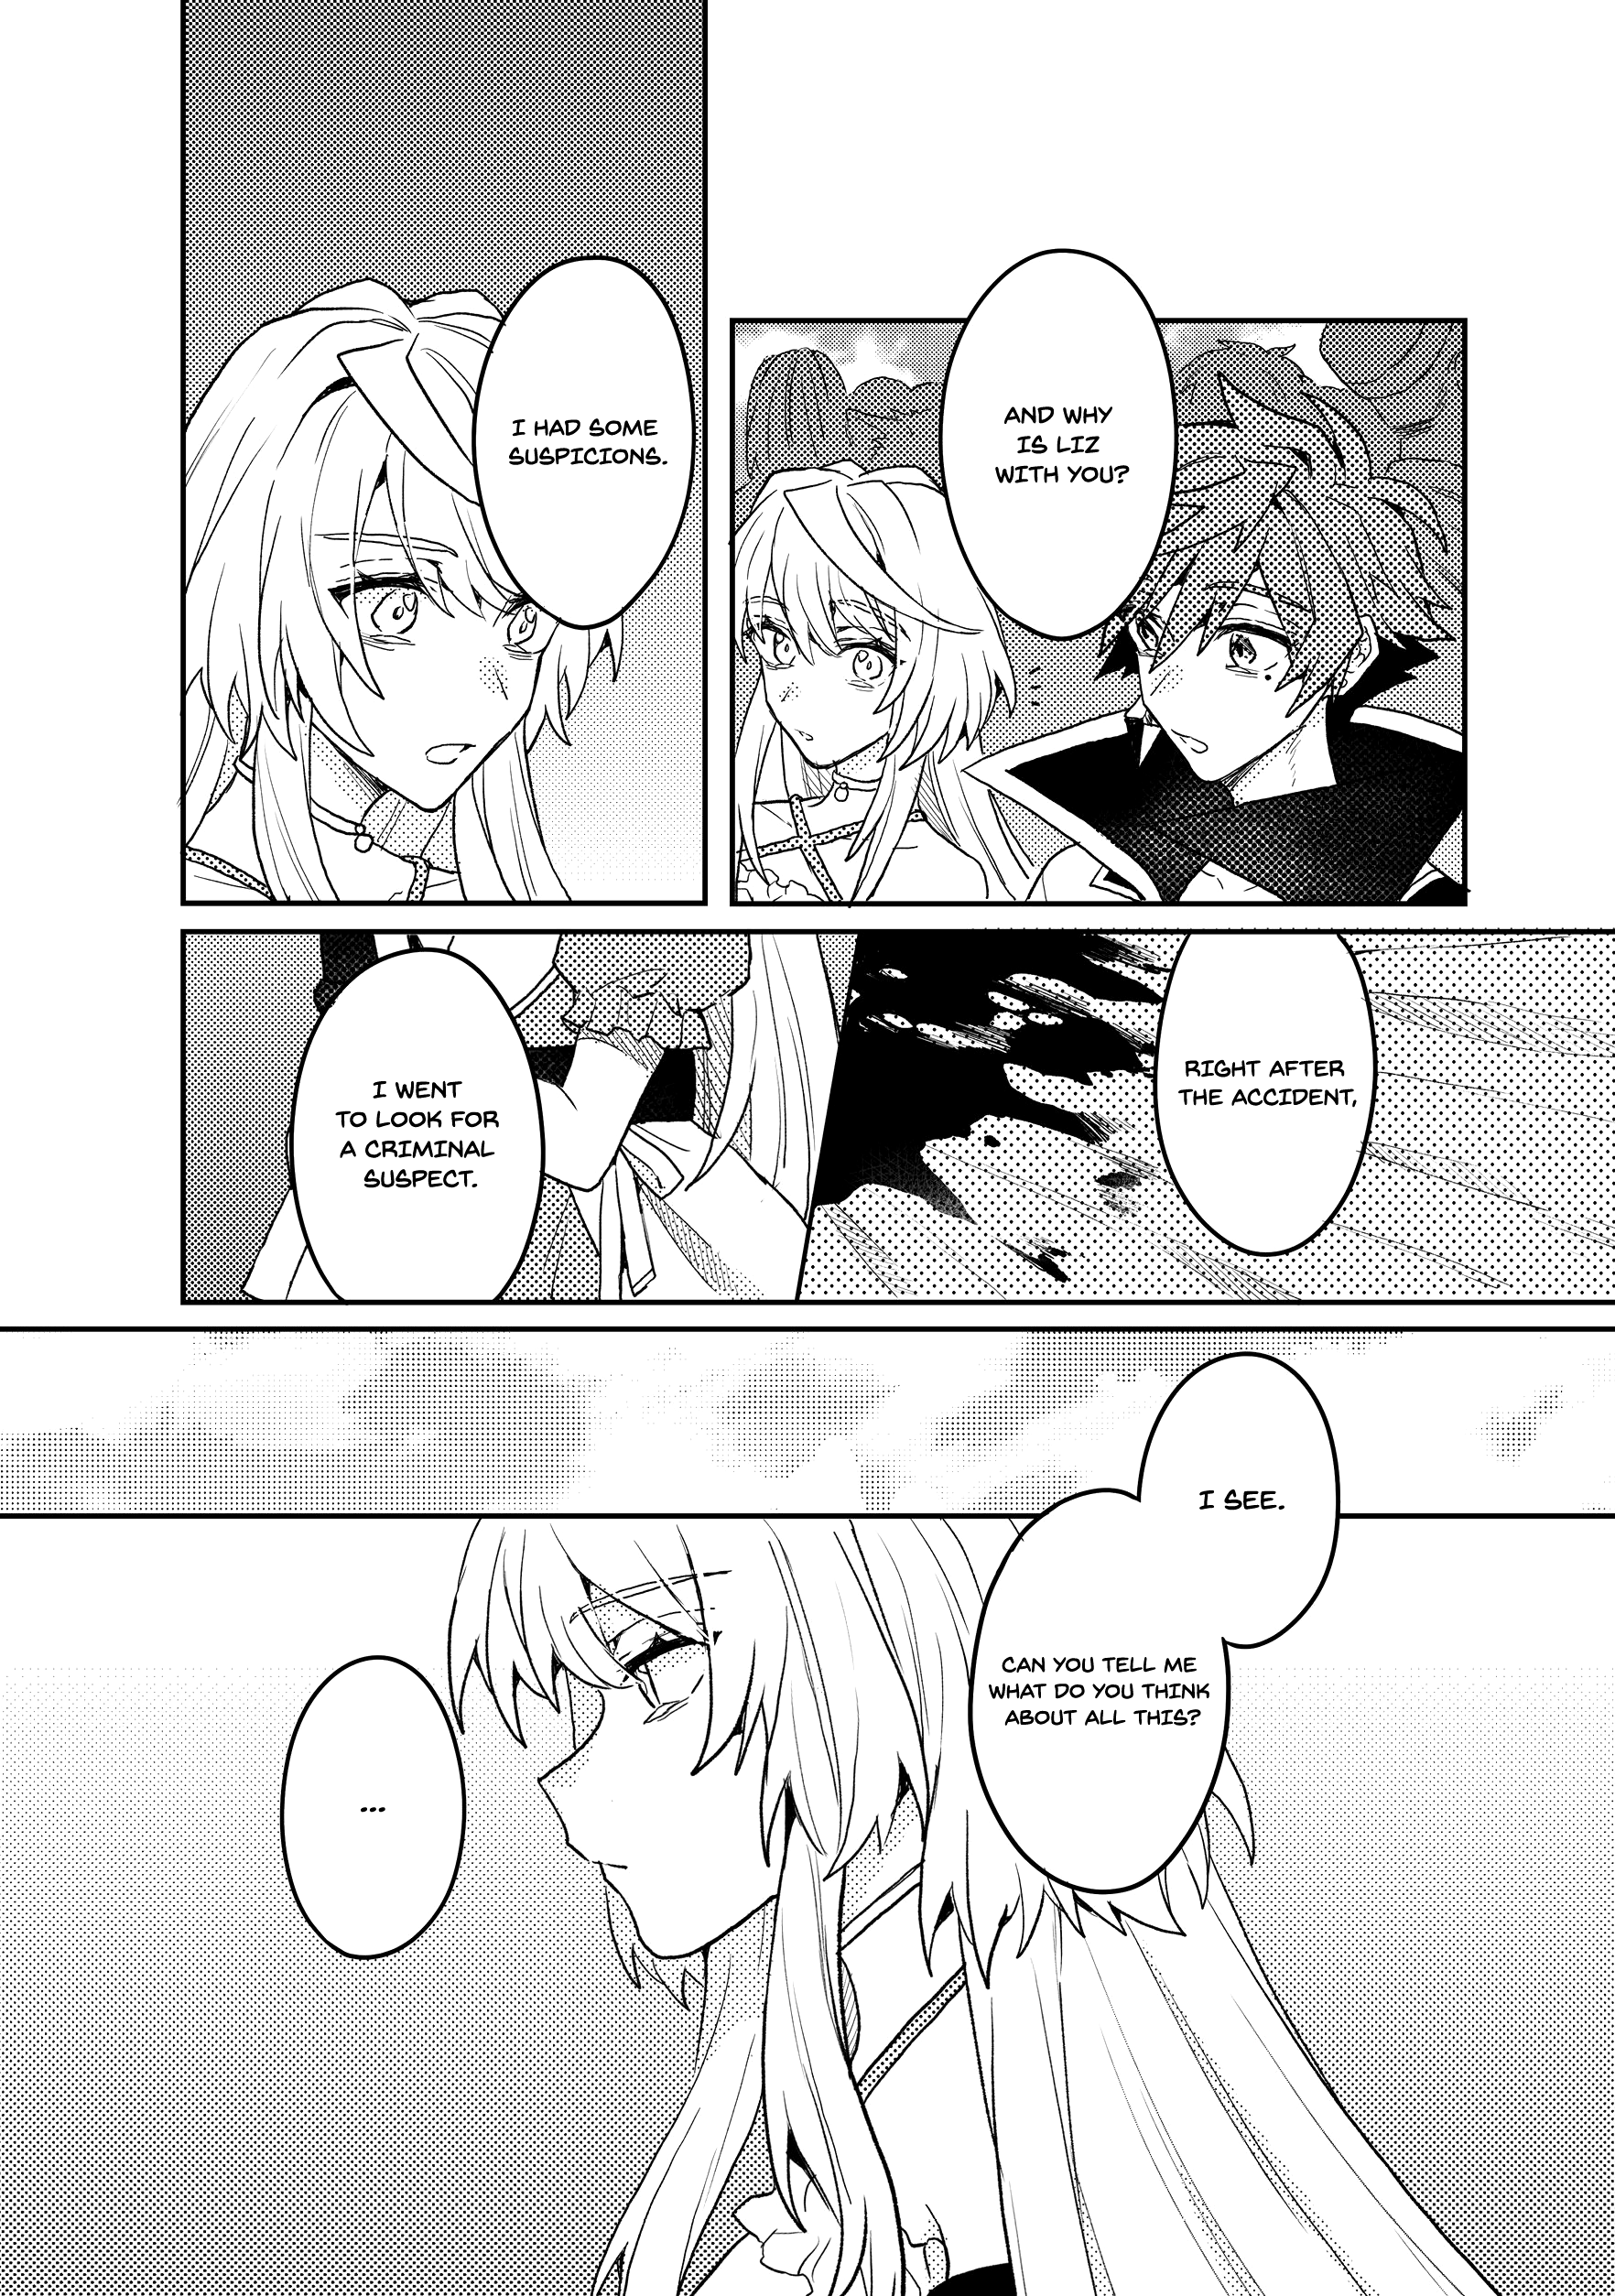 AND WHY
IS LIZ
WITH YOU?
I HAD SOME
SUSPICIONS.
RIGHT AFTER
THE ACCIDENT,
I WENT
TO LOOK FOR
A CRIMINAL
SUSPECT.
I SEE.
CAN YOU TELL ME
WHAT DO YOU THINK
ABOUT ALL THIS?
...